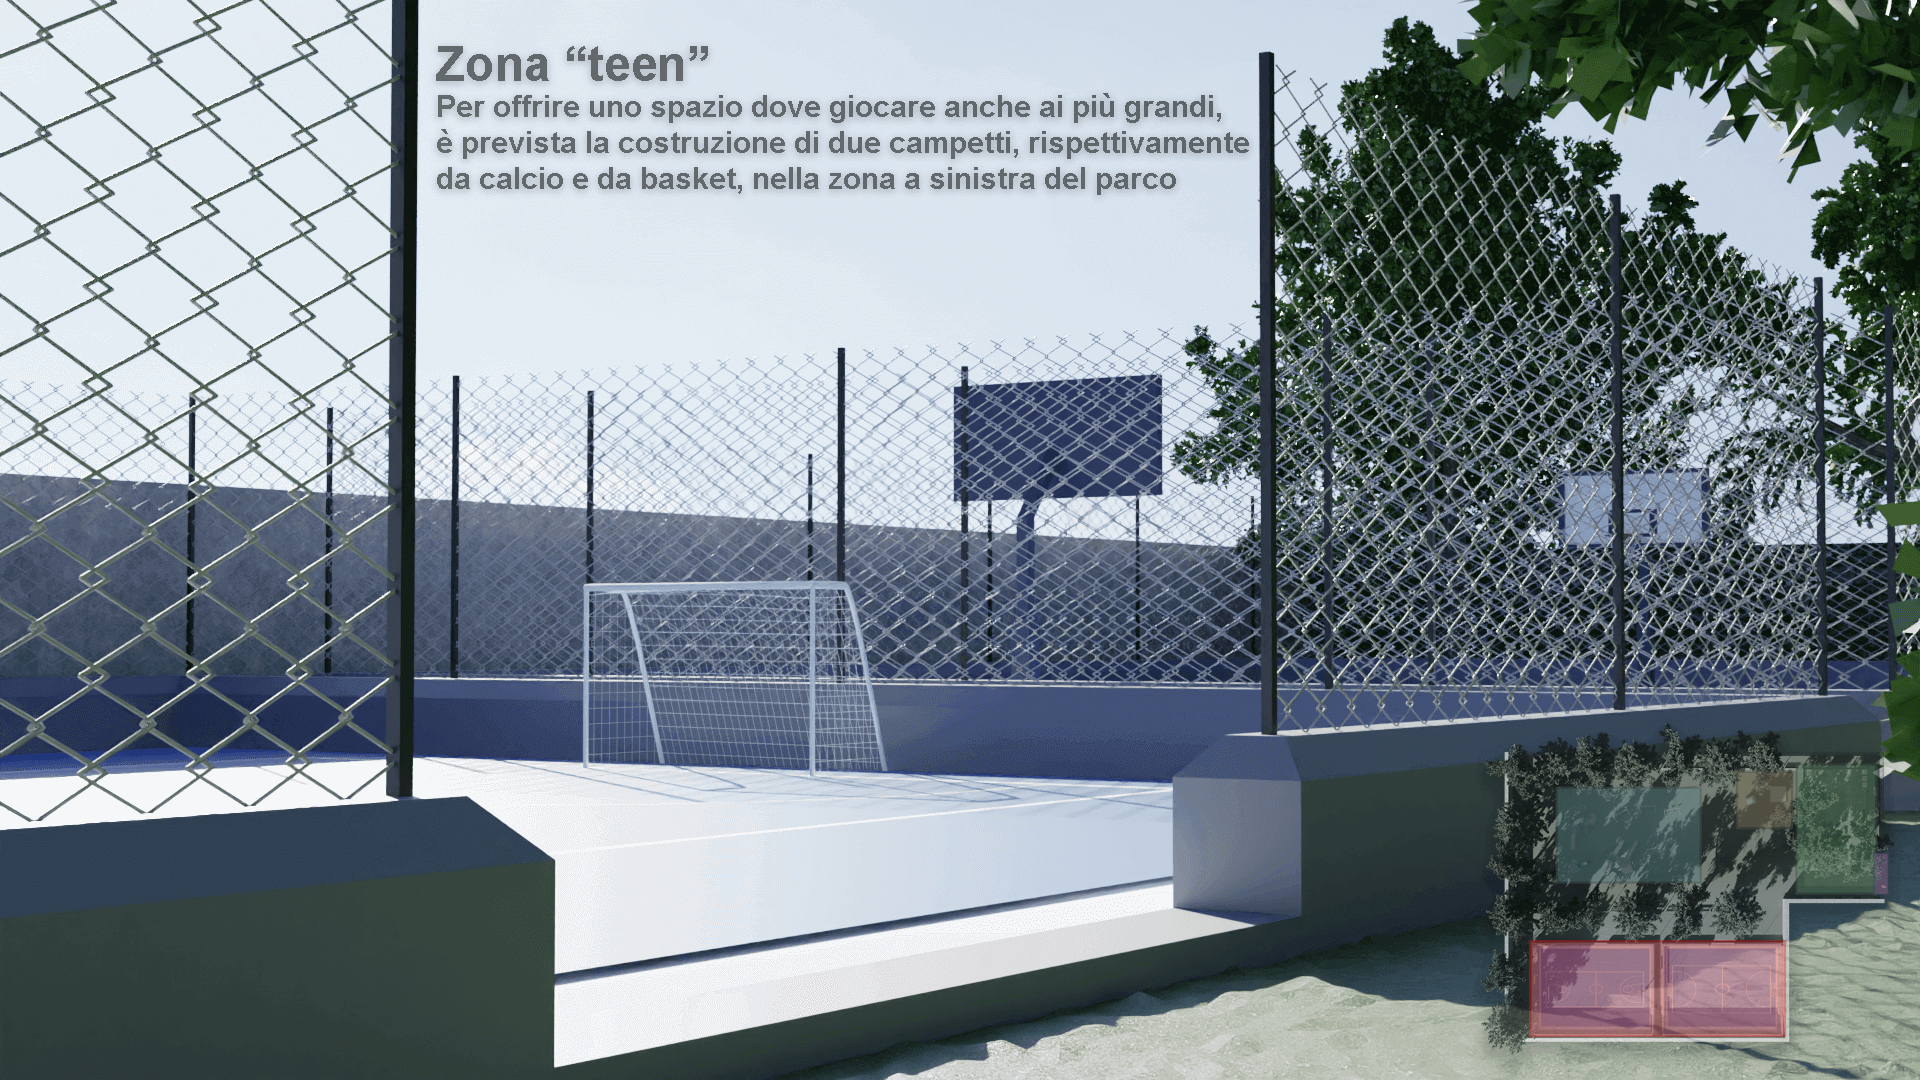 Zona “teen”
Per offrire uno spazio dove giocare anche ai più grandi,
è prevista la costruzione di due campetti, rispettivamente
da calcio e da basket, nella zona a sinistra del parco